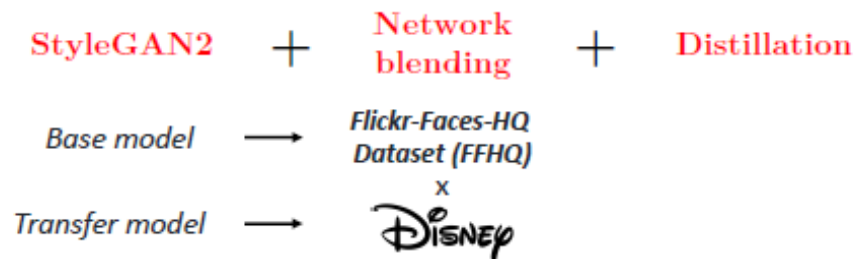 StyleGAN2 + Network blending + Distillation
Base model → Flickr-Faces-HQ
Dataset (FFHQ)
x
Transfer model → Disney